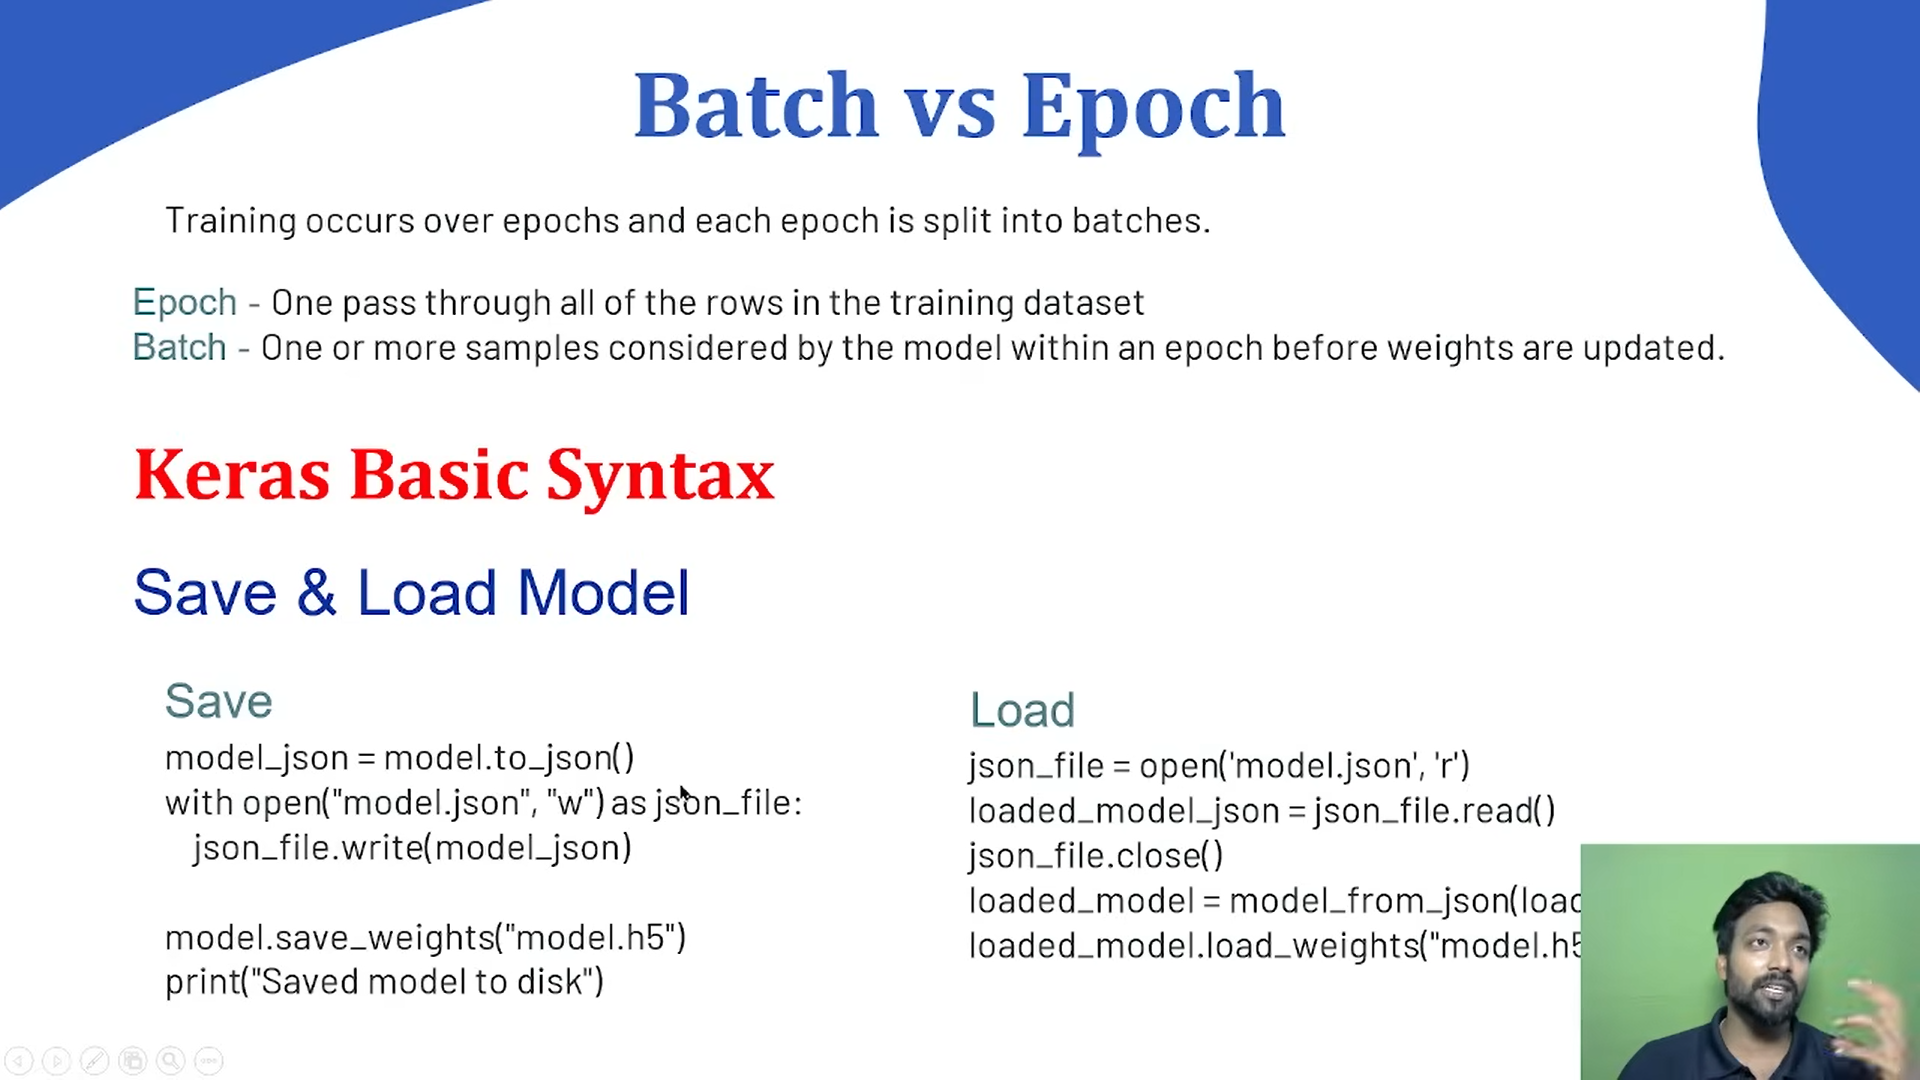 Batch vs Epoch
Training occurs over epochs and each epoch is split into batches.
Epoch - One pass through all of the rows in the training dataset
Batch - One or more samples considered by the model within an epoch before weights are updated.
Keras Basic Syntax
Save & Load Model
Save
model_json = model.to_json()
with open("model.json", "w") as json_file:
json_file.write(model_json)
model.save_weights("model.h5")
print("Saved model to disk")
Load
json_file = open('model.json', 'r')
loaded_model_json = json_file.read()
json_file.close()
loaded_model = model_from_json(
loaded_model.load_weights("model.h5